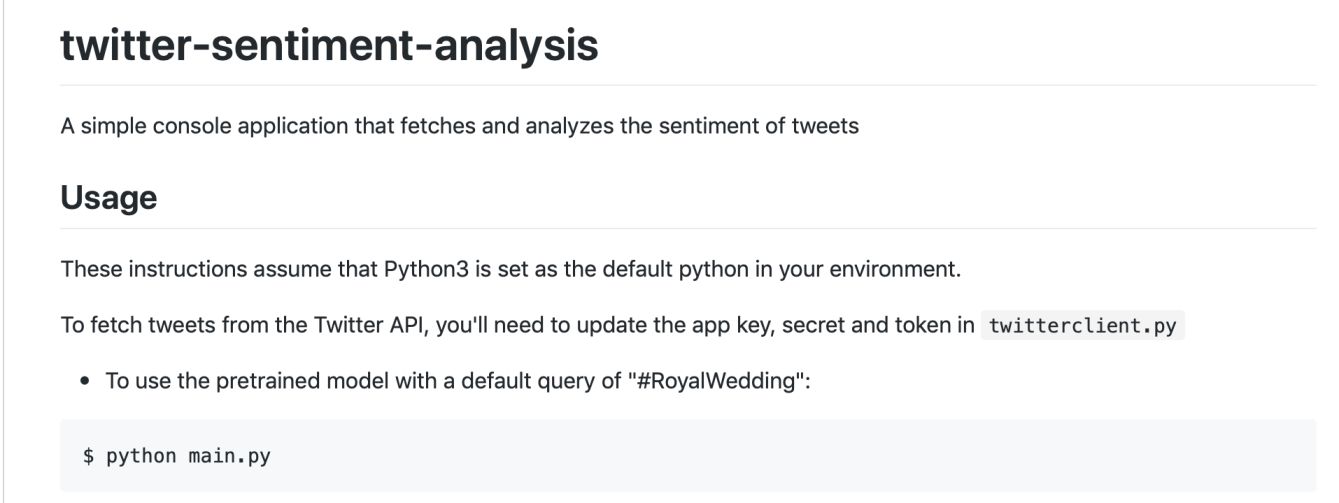 twitter-sentiment-analysis
A simple console application that fetches and analyzes the sentiment of tweets
Usage
These instructions assume that Python3 is set as the default python in your environment.
To fetch tweets from the Twitter API, you'll need to update the app key, secret and token in twitterclient.py
• To use the pretrained model with a default query of "#RoyalWedding":
$ python main.py